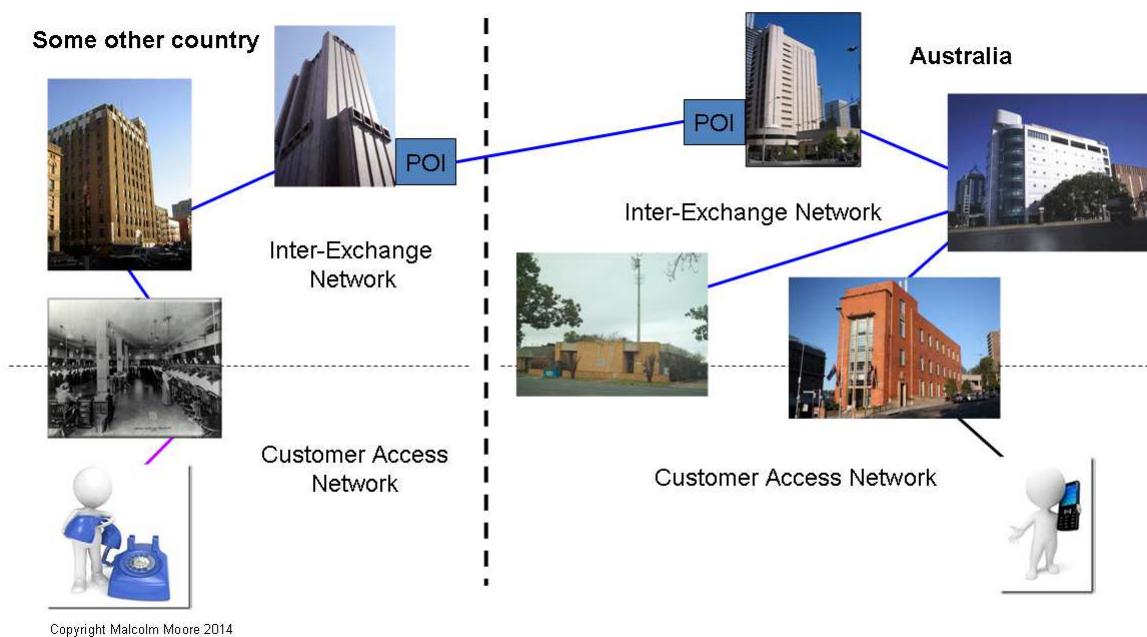 Some other country
Australia
POI
POI
Inter-Exchange Network
Inter-Exchange
Network
Customer Access
Network
Customer Access Network
Copyright Malcolm Moore 2014